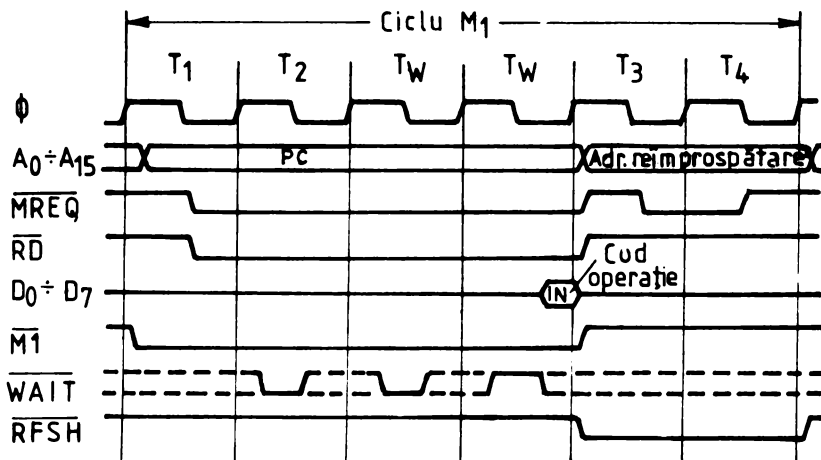 Ciclu M1
T1 T2 TW TW T3 T4
ϕ
A0÷A15 PC Adr. reîmprospătare
MREQ
RD
Cod operaţie
D0÷D7 IN
M1
WAIT
RFSH